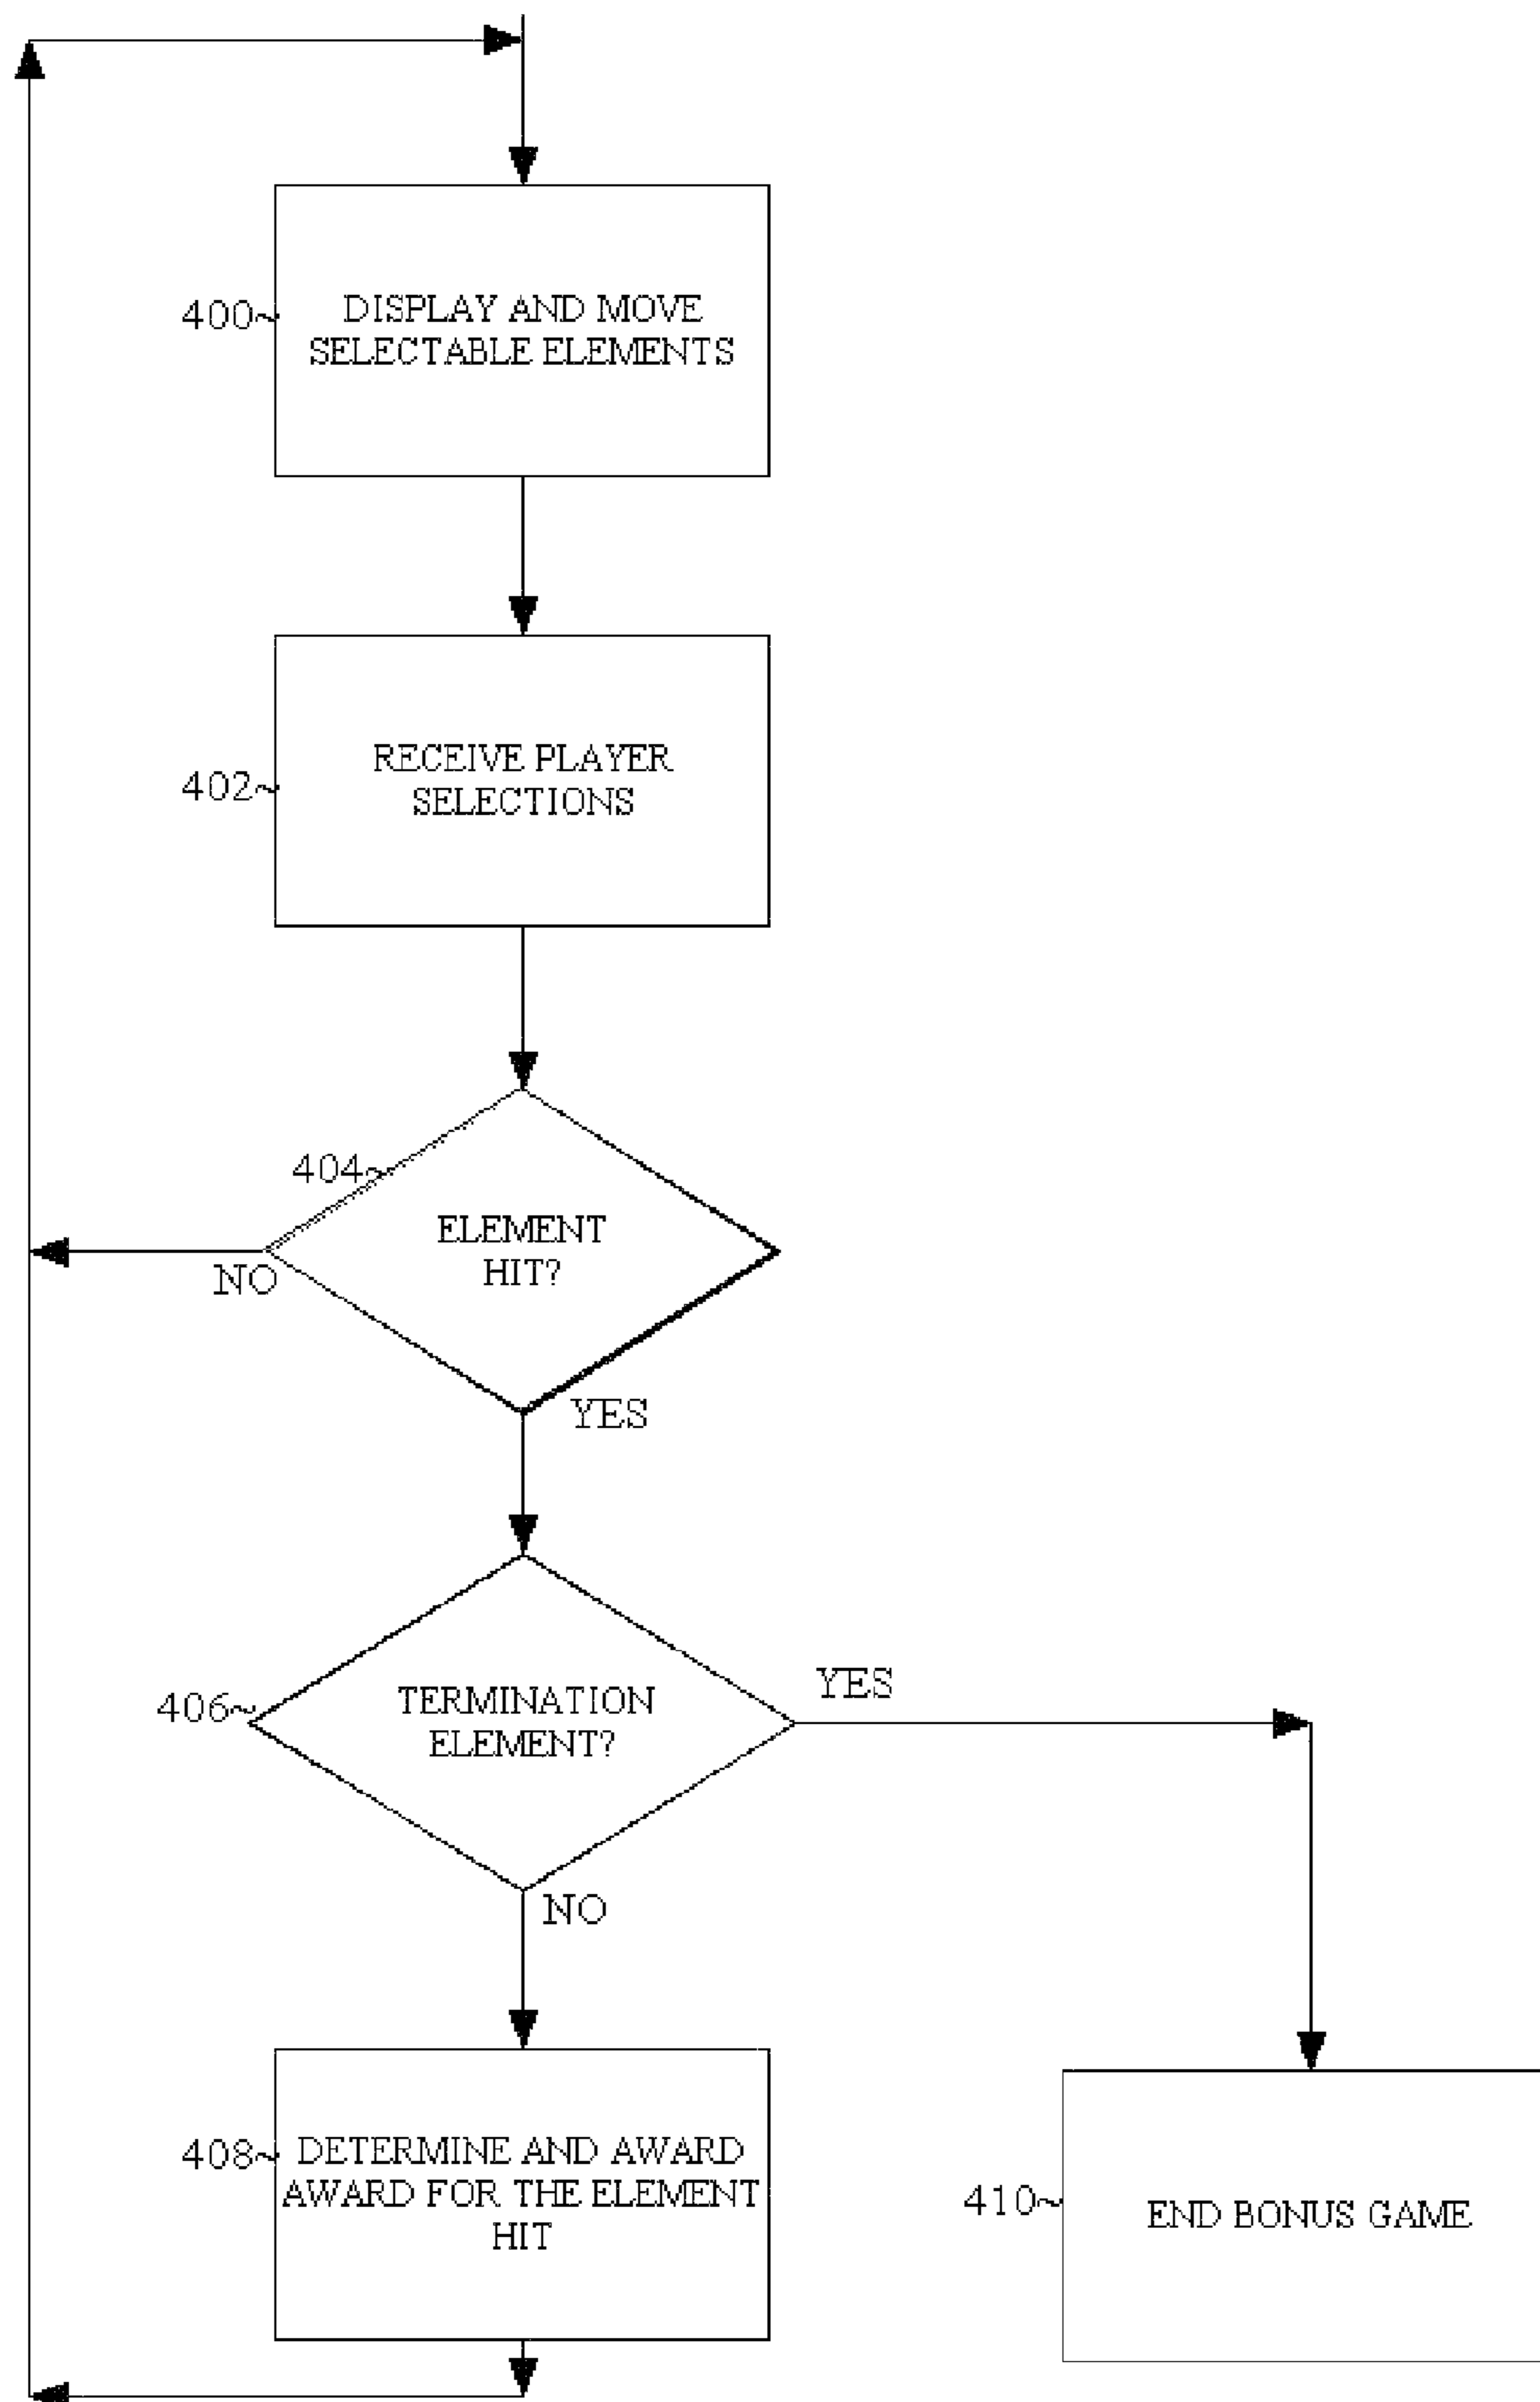 400~
DISPLAY AND MOVE
SELECTABLE ELEMENTS
402~
RECEIVE PLAYER
SELECTIONS
404~
ELEMENT
HIT?
NO
YES
406~
TERMINATION
ELEMENT?
YES
NO
408~
DETERMINE AND AWARD
AWARD FOR THE ELEMENT
HIT
410~
END BONUS GAME